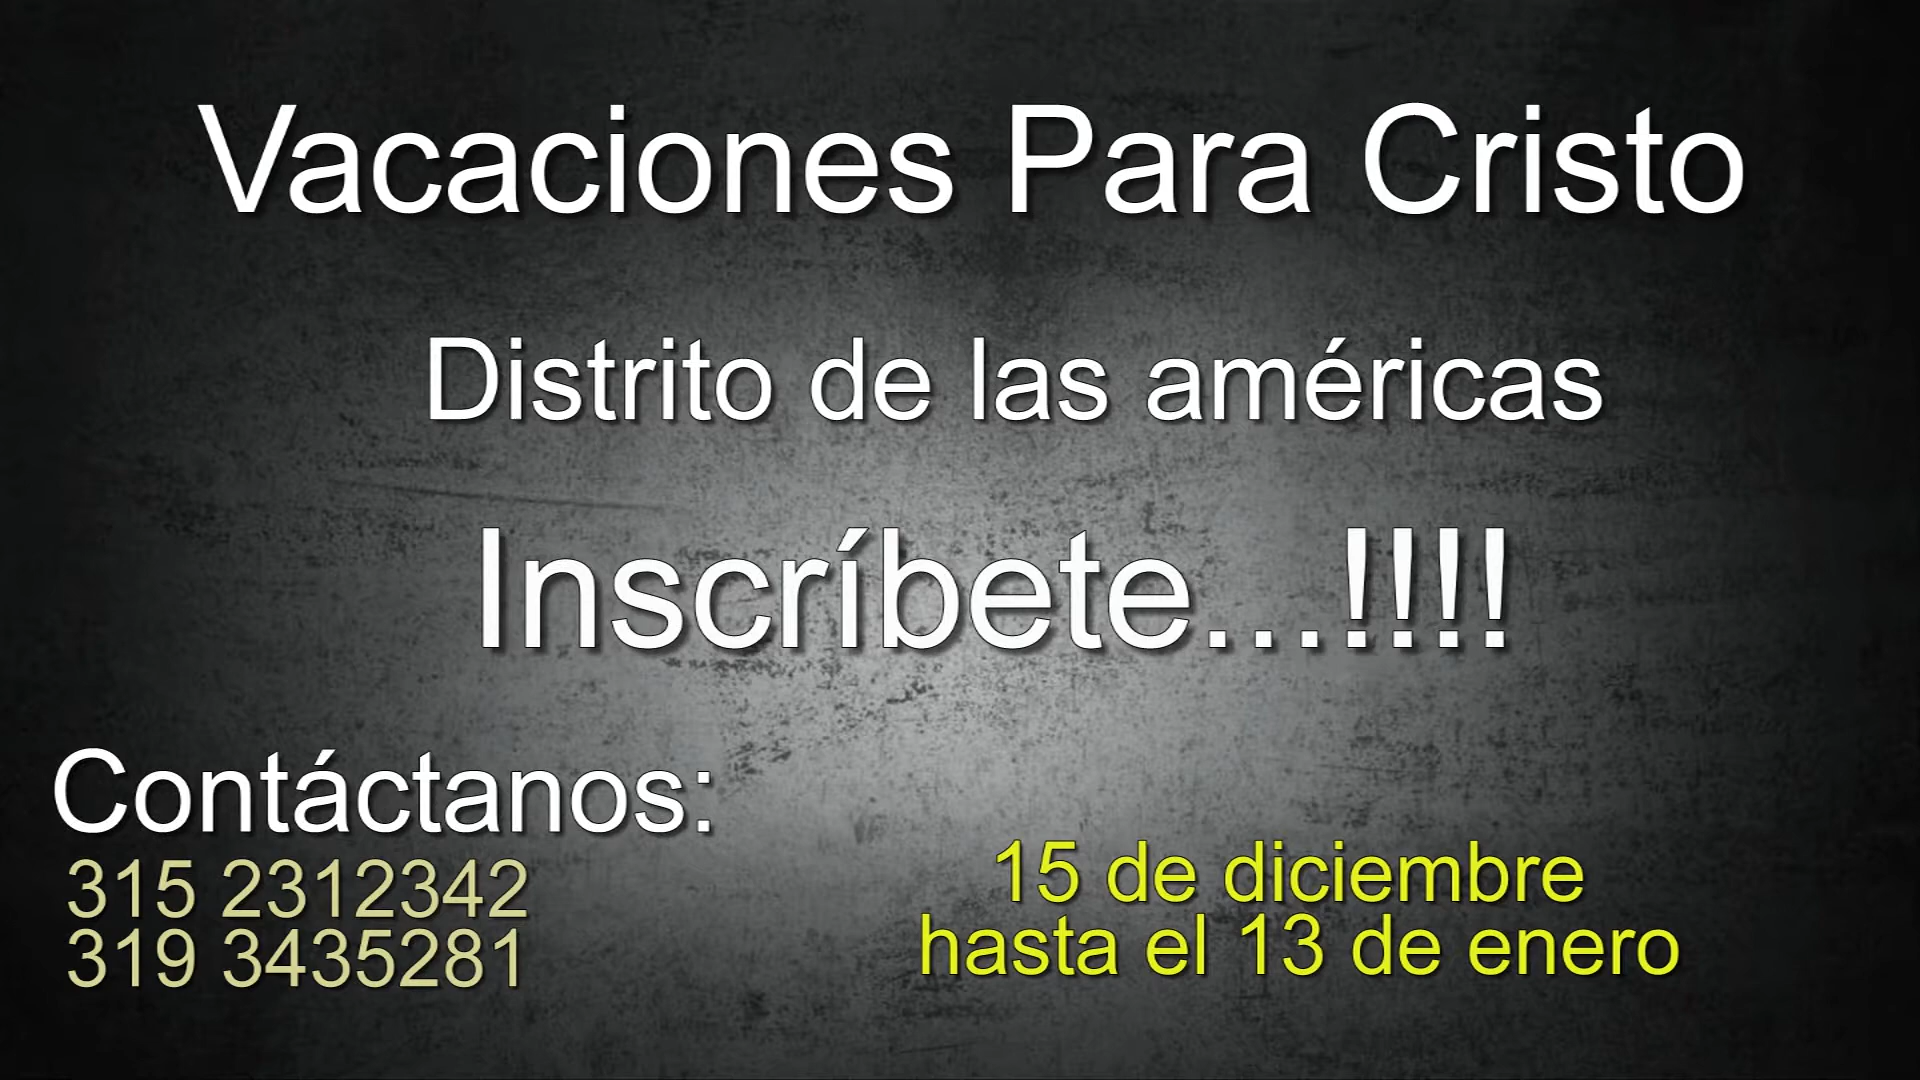 Vacaciones Para Cristo
Distrito de las américas
Inscríbete...!!!!
Contáctanos:
315 2312342
319 3435281
15 de diciembre
hasta el 13 de enero